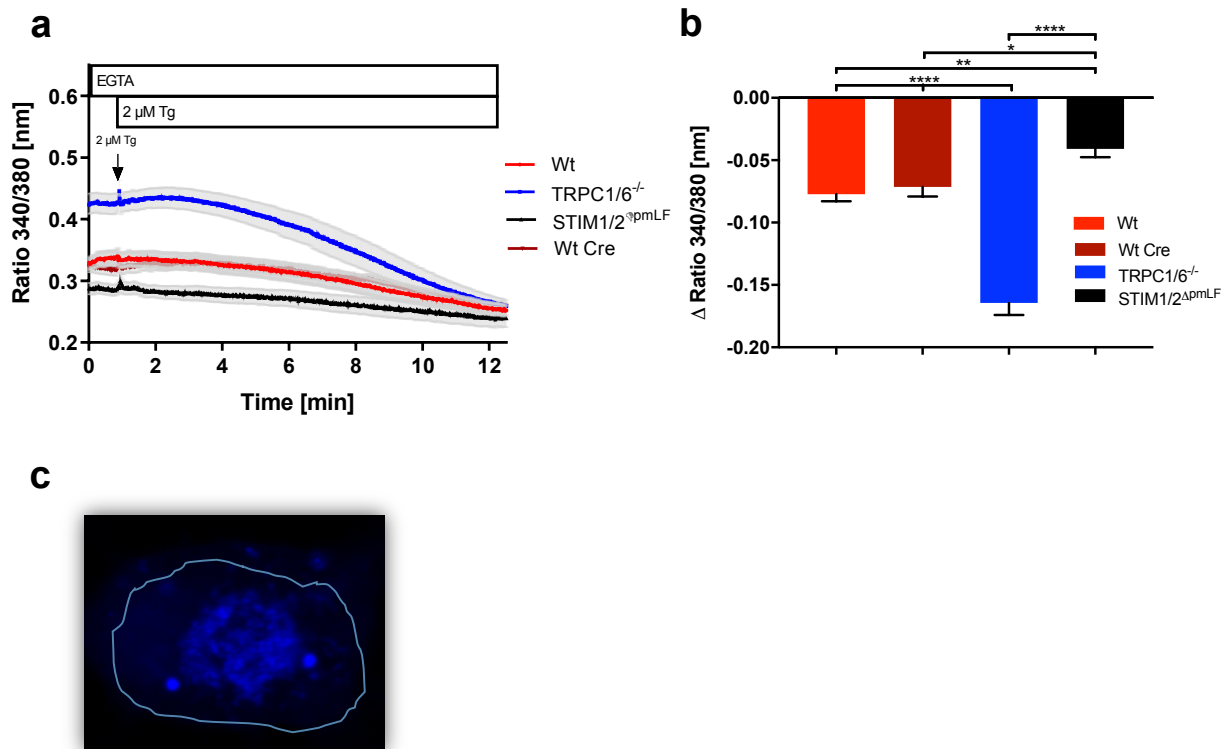 a
EGTA
2 µM Tg
2 µM Tg
Ratio 340/380 [nm]
0.6
0.5
0.4
0.3
0.2
0 2 4 6 8 10 12
Time [min]
Wt
TRPC1/6-/-
STIM1/2ΔpmLF
Wt Cre
b
****
*
**
****
Δ Ratio 340/380 [nm]
0.00
-0.05
-0.10
-0.15
-0.20
Wt
Wt Cre
TRPC1/6-/-
STIM1/2ΔpmLF
c